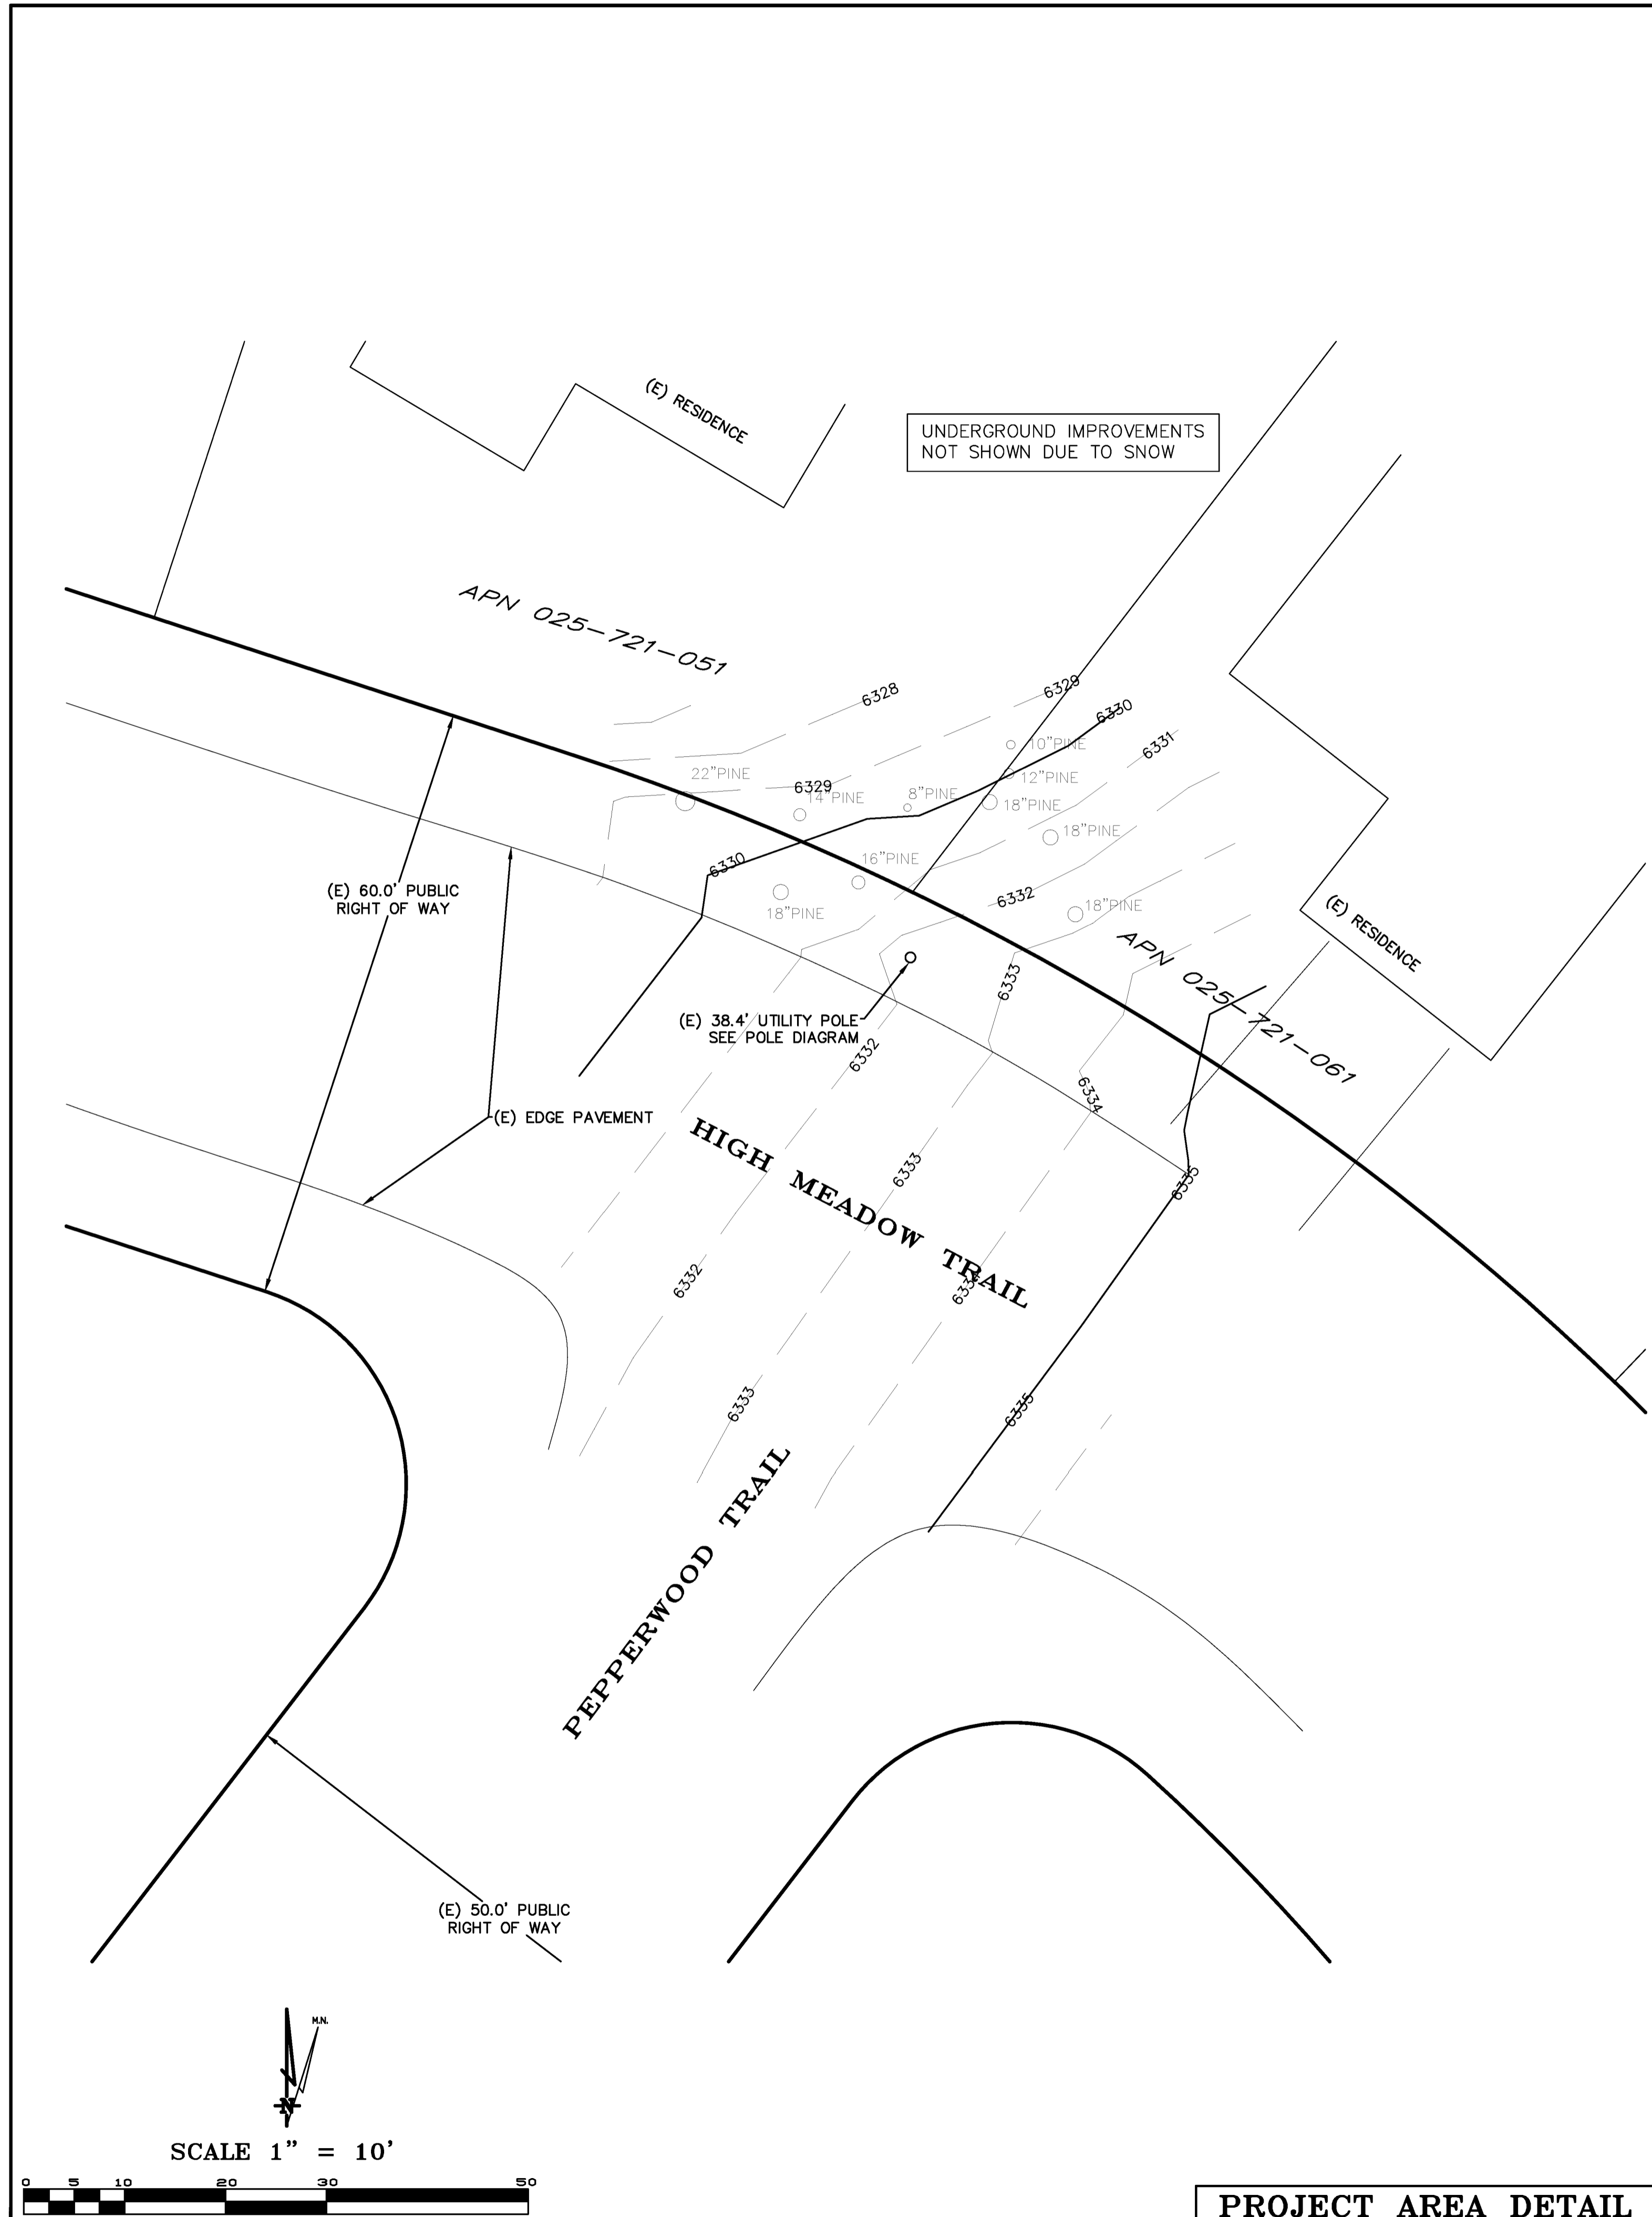 (E) RESIDENCE
UNDERGROUND IMPROVEMENTS
NOT SHOWN DUE TO SNOW
APN 025-721-051
6328
6329
6330
6331
10"PINE
22"PINE
12"PINE
6329
14"PINE
8"PINE
18"PINE
18"PINE
16"PINE
6330
(E) 60.0' PUBLIC
RIGHT OF WAY
18"PINE
6332
18"PINE
(E) RESIDENCE
APN 025-721-061
6333
(E) 38.4' UTILITY POLE
SEE POLE DIAGRAM
6332
6334
(E) EDGE PAVEMENT
HIGH MEADOW TRAIL
6333
6335
6332
6334
6333
6335
PEPPERWOOD TRAIL
(E) 50.0' PUBLIC
RIGHT OF WAY
M.N.
N
SCALE 1" = 10'
0 5 10 20 30 50
PROJECT AREA DETAIL